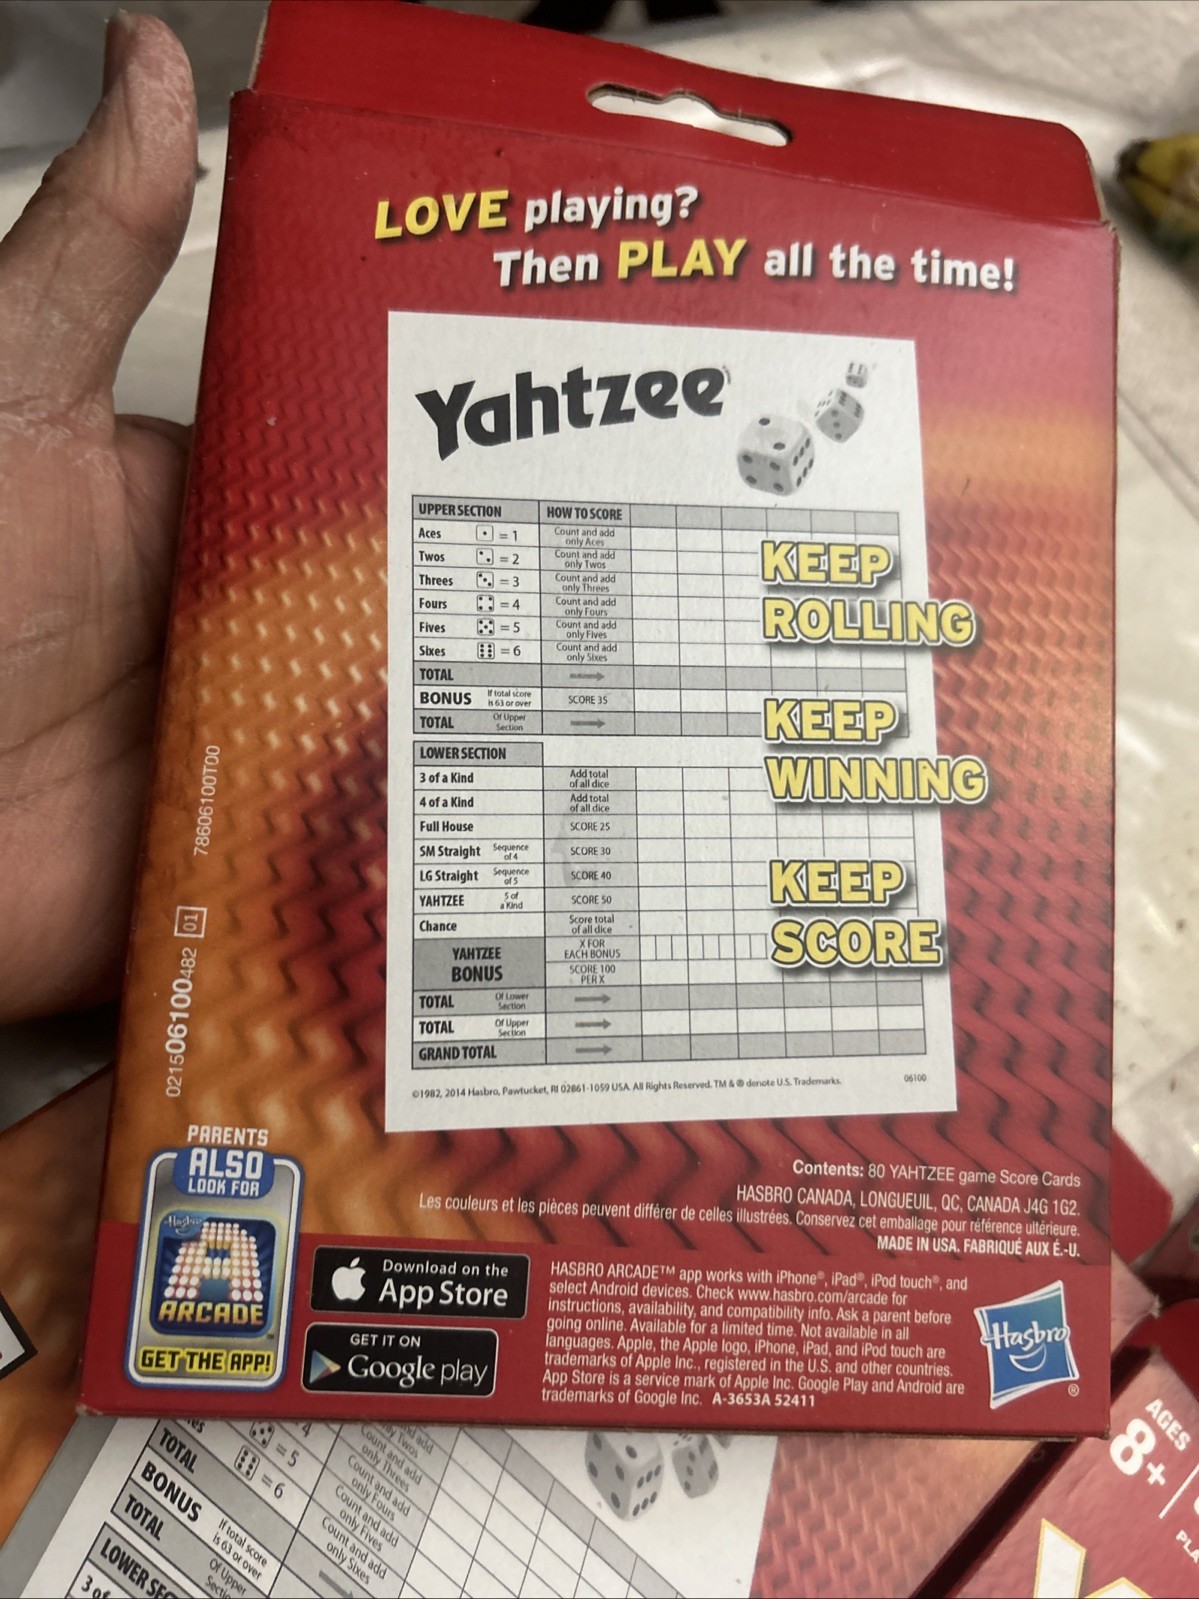 LOVE playing?
Then PLAY all the time!
Yahtzee
UPPER SECTION HOW TO SCORE
Aces = 1 Count and add only Aces
Twos = 2 Count and add only Twos
Threes = 3 Count and add only Threes
Fours = 4 Count and add only Fours
Fives = 5 Count and add only Fives
Sixes = 6 Count and add only Sixes
TOTAL
BONUS If total score is 63 or over SCORE 35
TOTAL Of Upper Section
LOWER SECTION
3 of a Kind Add total of all dice
4 of a Kind Add total of all dice
Full House SCORE 25
SM Straight Sequence of 4 SCORE 30
LG Straight Sequence of 5 SCORE 40
YAHTZEE 5 of a Kind SCORE 50
Chance Score total of all dice
YAHTZEE BONUS X FOR EACH BONUS
SCORE 100 PER X
TOTAL Of Lower Section
TOTAL Of Upper Section
GRAND TOTAL
©1982, 2014 Hasbro, Pawtucket, RI 02861-1059 USA. All Rights Reserved. TM & ® denote U.S. Trademarks. 06100
KEEP
ROLLING
KEEP
WINNING
KEEP
SCORE
78606100T00
021506100482 01
PARENTS
ALSO
LOOK FOR
Hasbro
ARCADE
GET THE APP!
Contents: 80 YAHTZEE game Score Cards
HASBRO CANADA, LONGUEUIL, QC, CANADA J4G 1G2.
Les couleurs et les pièces peuvent différer de celles illustrées. Conservez cet emballage pour référence ultérieure.
MADE IN USA. FABRIQUÉ AUX É.-U.
Download on the
App Store
GET IT ON
Google play
HASBRO ARCADE™ app works with iPhone®, iPad®, iPod touch®, and
select Android devices. Check www.hasbro.com/arcade for
instructions, availability, and compatibility info. Ask a parent before
going online. Available for a limited time. Not available in all
languages. Apple, the Apple logo, iPhone, iPad, and iPod touch are
trademarks of Apple Inc., registered in the U.S. and other countries.
App Store is a service mark of Apple Inc. Google Play and Android are
trademarks of Google Inc. A-3653A 52411
Hasbro ®
= 4 only Twos
= 5 Count and add only Threes
= 6 Count and add only Fours
TOTAL Count and add only Fives
BONUS If total score is 63 or over Count and add only Sixes
TOTAL Of Upper
LOWER
3 of
AGES
8+